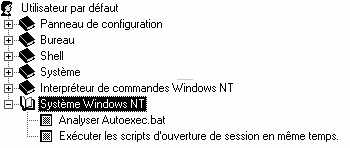 Utilisateur par défaut
Panneau de configuration
Bureau
Shell
Système
Interpréteur de commandes Windows NT
Système Windows NT
Analyser Autoexec.bat
Exécuter les scripts d'ouverture de session en même temps.